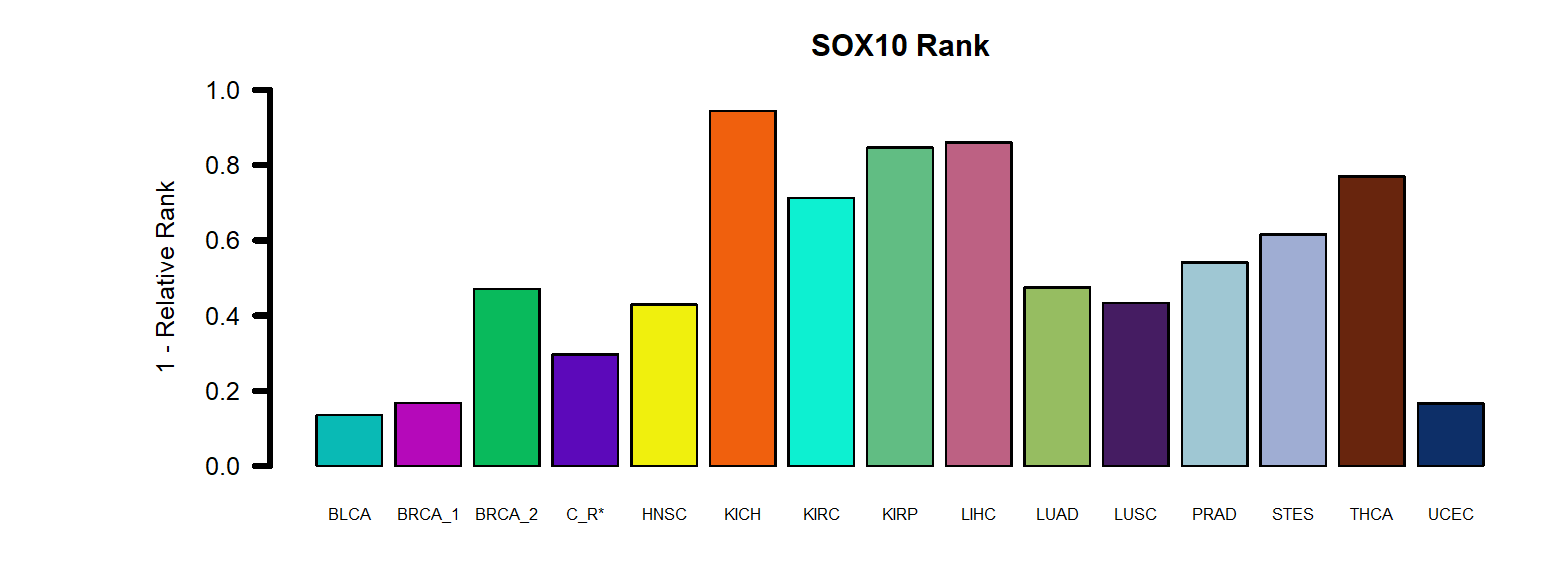 SOX10 Rank
1 - Relative Rank
1.0
0.8
0.6
0.4
0.2
0.0
BLCA BRCA_1 BRCA_2 C_R* HNSC KICH KIRC KIRP LIHC LUAD LUSC PRAD STES THCA UCEC